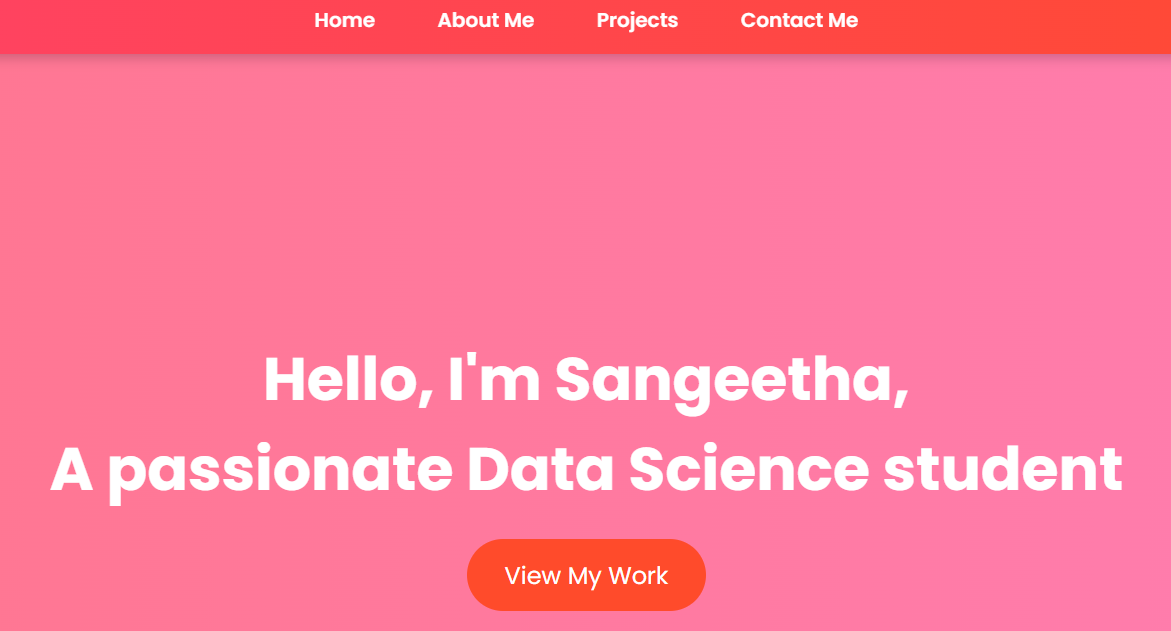 Home About Me Projects Contact Me
Hello, I'm Sangeetha,
A passionate Data Science student
View My Work